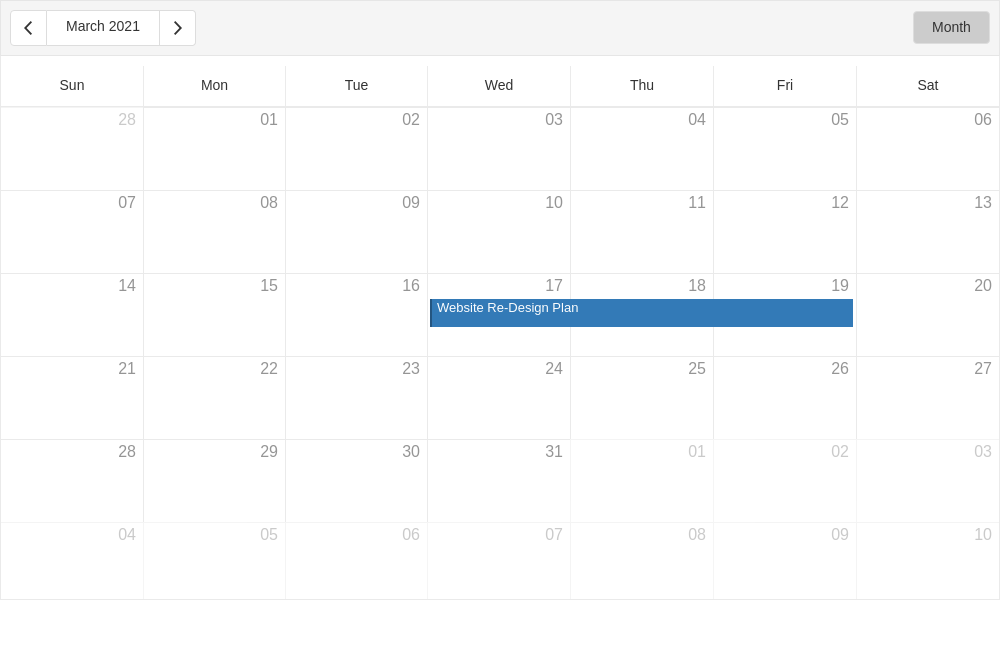 March 2021 Month
Sun Mon Tue Wed Thu Fri Sat
28 01 02 03 04 05 06
07 08 09 10 11 12 13
14 15 16 17 18 19 20
Website Re-Design Plan
21 22 23 24 25 26 27
28 29 30 31 01 02 03
04 05 06 07 08 09 10